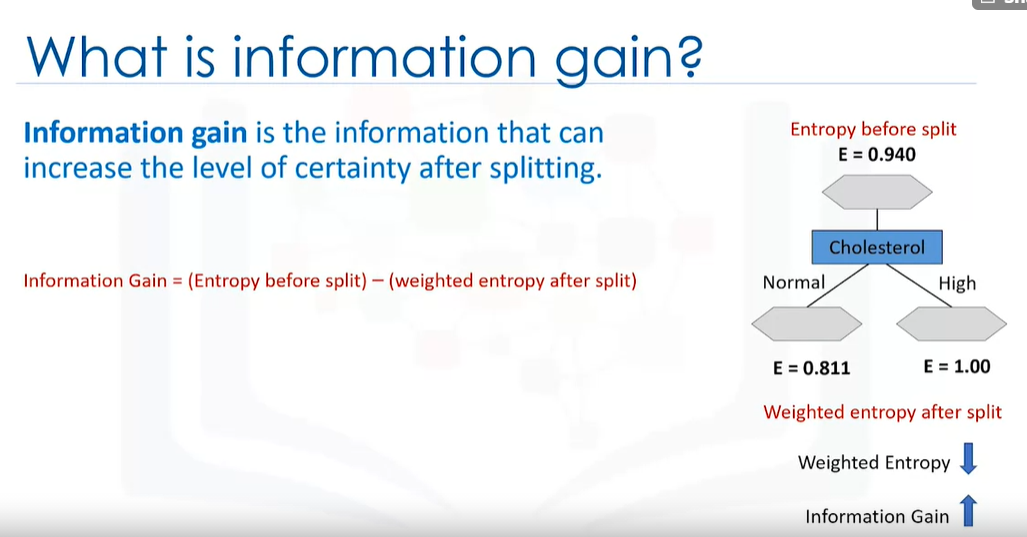 What is information gain?
Information gain is the information that can
increase the level of certainty after splitting.
Information Gain = (Entropy before split) – (weighted entropy after split)
Entropy before split
E = 0.940
Cholesterol
Normal
High
E = 0.811
E = 1.00
Weighted entropy after split
Weighted Entropy
Information Gain